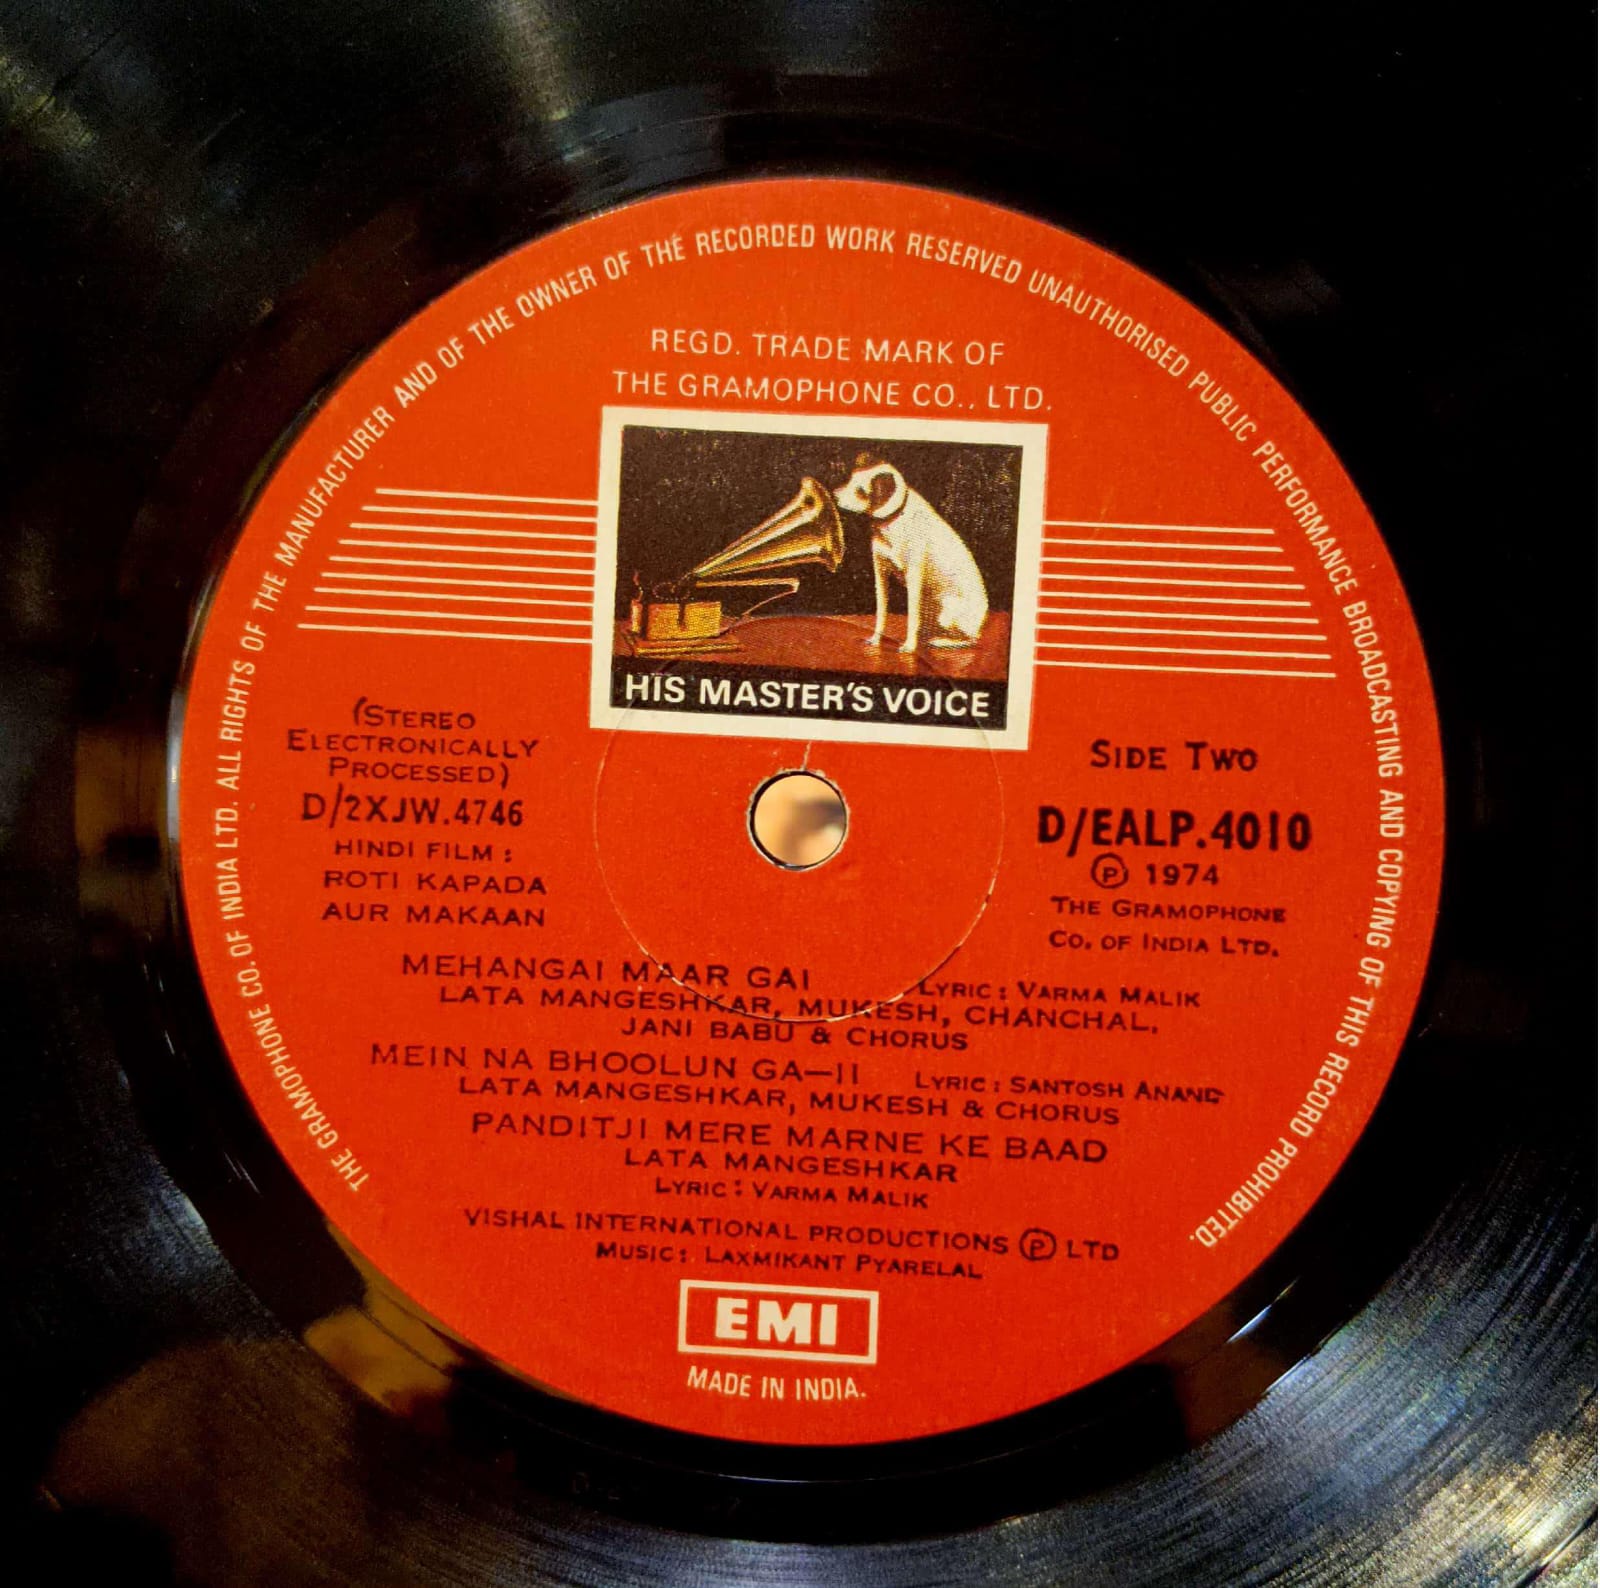 THE GRAMOPHONE CO. OF INDIA LTD. ALL RIGHTS OF THE MANUFACTURER AND OF THE OWNER OF THE RECORDED WORK RESERVED UNAUTHORISED PUBLIC PERFORMANCE BROADCASTING AND COPYING OF THIS RECORD PROHIBITED.
REGD. TRADE MARK OF
THE GRAMOPHONE CO., LTD.
HIS MASTER'S VOICE
(STEREO
ELECTRONICALLY
PROCESSED)
D/2XJW.4746
HINDI FILM :
ROTI KAPADA
AUR MAKAAN
SIDE TWO
D/EALP.4010
Ⓟ 1974
THE GRAMOPHONE
CO. OF INDIA LTD.
MEHANGAI MAAR GAI LYRIC : VARMA MALIK
LATA MANGESHKAR, MUKESH, CHANCHAL,
JANI BABU & CHORUS
MEIN NA BHOOLUN GA—II LYRIC : SANTOSH ANAND
LATA MANGESHKAR, MUKESH & CHORUS
PANDITJI MERE MARNE KE BAAD
LATA MANGESHKAR
LYRIC : VARMA MALIK
VISHAL INTERNATIONAL PRODUCTIONS Ⓟ LTD
MUSIC : LAXMIKANT PYARELAL
EMI
MADE IN INDIA.